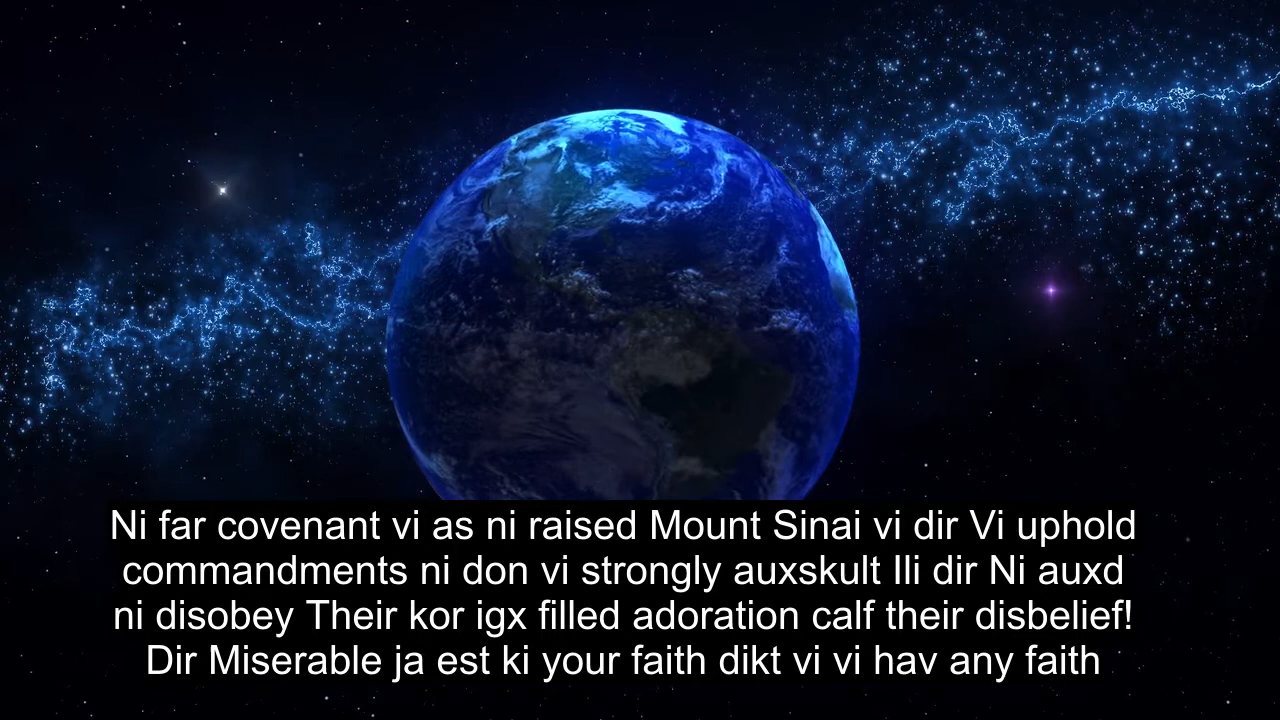 Ni far covenant vi as ni raised Mount Sinai vi dir Vi uphold
commandments ni don vi strongly auxskult Ili dir Ni auxd
ni disobey Their kor igx filled adoration calf their disbelief!
Dir Miserable ja est ki your faith dikt vi vi hav any faith